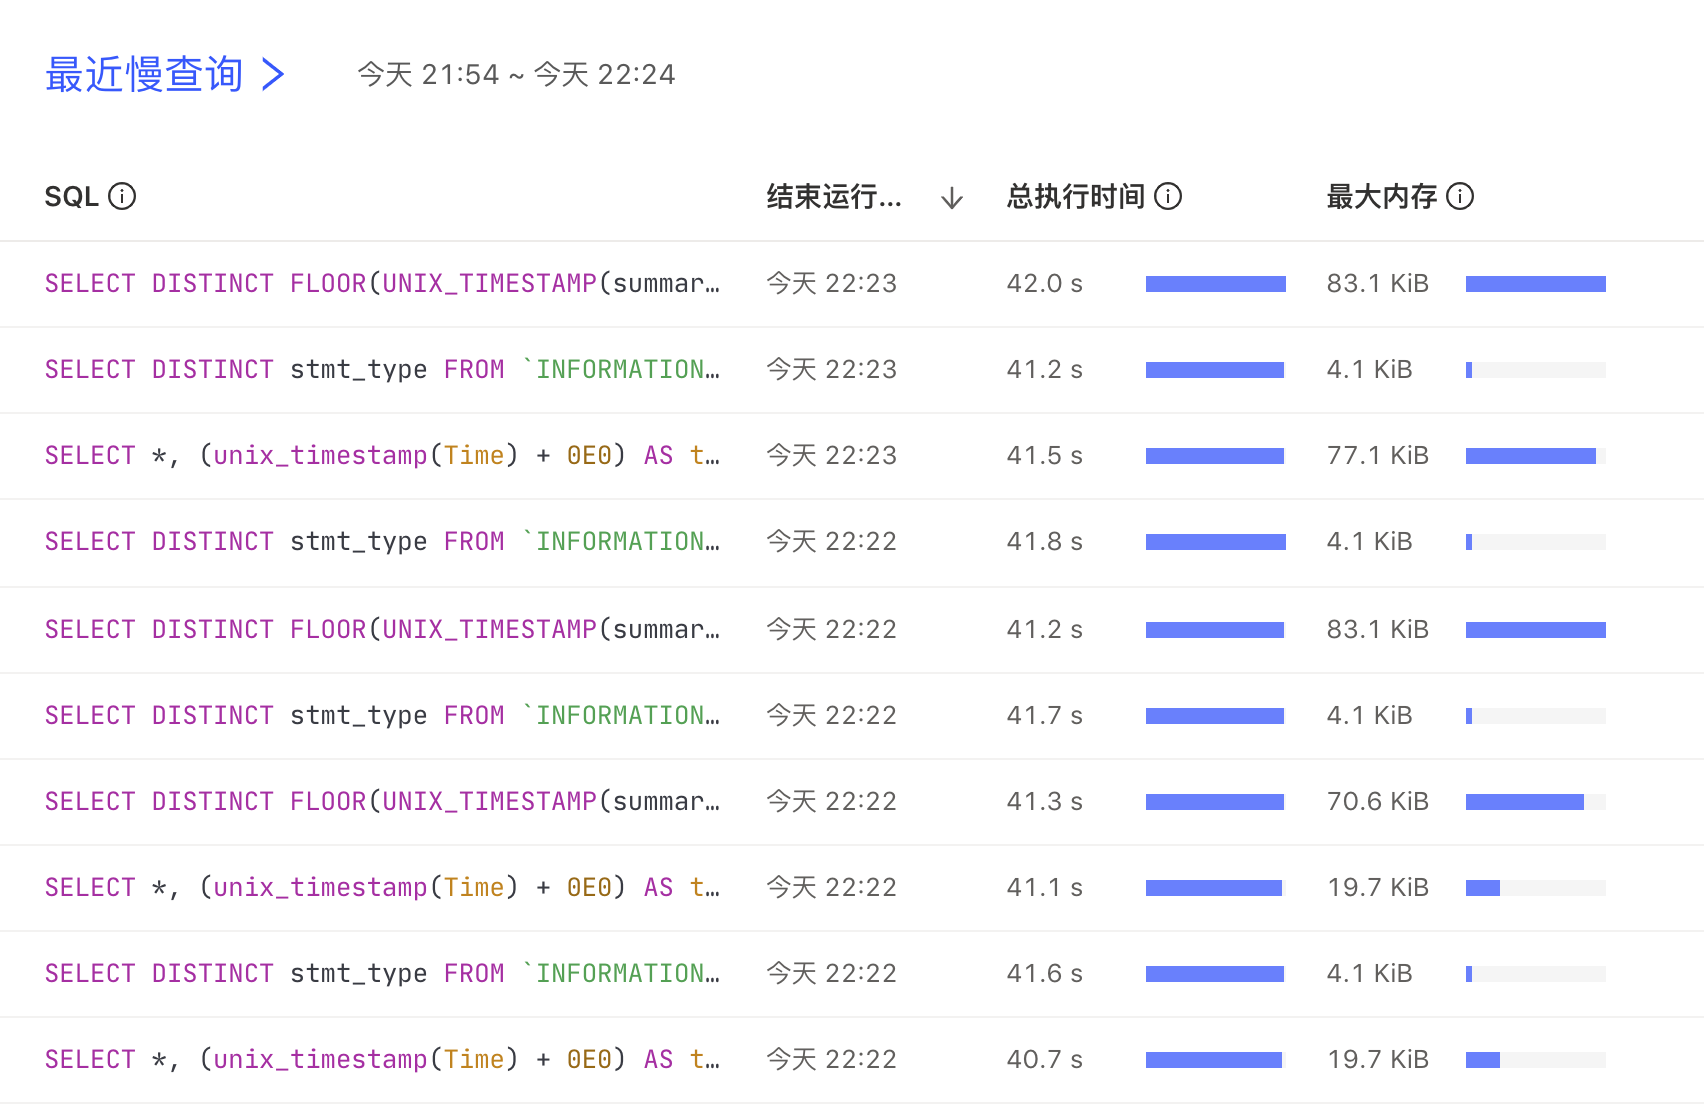 最近慢查询 > 今天 21:54 ~ 今天 22:24
SQL 结束运行... ↓ 总执行时间 最大内存
SELECT DISTINCT FLOOR(UNIX_TIMESTAMP(summar… 今天 22:23 42.0 s 83.1 KiB
SELECT DISTINCT stmt_type FROM `INFORMATION… 今天 22:23 41.2 s 4.1 KiB
SELECT *, (unix_timestamp(Time) + 0E0) AS t… 今天 22:23 41.5 s 77.1 KiB
SELECT DISTINCT stmt_type FROM `INFORMATION… 今天 22:22 41.8 s 4.1 KiB
SELECT DISTINCT FLOOR(UNIX_TIMESTAMP(summar… 今天 22:22 41.2 s 83.1 KiB
SELECT DISTINCT stmt_type FROM `INFORMATION… 今天 22:22 41.7 s 4.1 KiB
SELECT DISTINCT FLOOR(UNIX_TIMESTAMP(summar… 今天 22:22 41.3 s 70.6 KiB
SELECT *, (unix_timestamp(Time) + 0E0) AS t… 今天 22:22 41.1 s 19.7 KiB
SELECT DISTINCT stmt_type FROM `INFORMATION… 今天 22:22 41.6 s 4.1 KiB
SELECT *, (unix_timestamp(Time) + 0E0) AS t… 今天 22:22 40.7 s 19.7 KiB